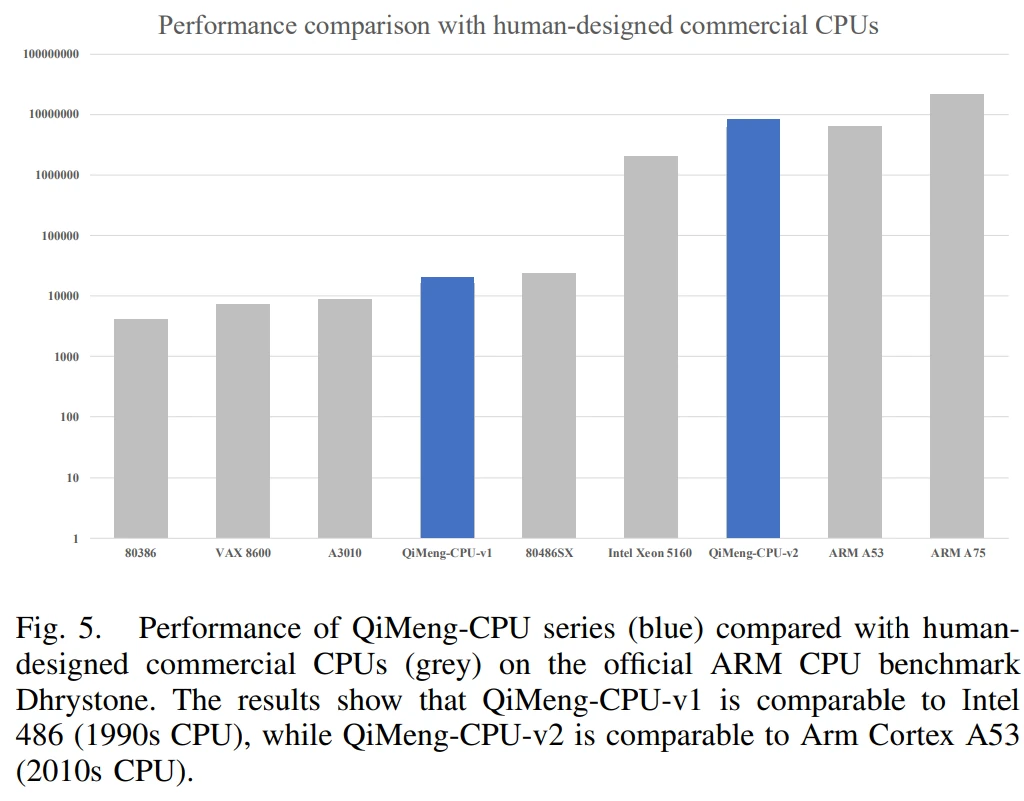 Performance comparison with human-designed commercial CPUs
100000000
10000000
1000000
100000
10000
1000
100
10
1
80386 VAX 8600 A3010 QiMeng-CPU-v1 80486SX Intel Xeon 5160 QiMeng-CPU-v2 ARM A53 ARM A75
Fig. 5. Performance of QiMeng-CPU series (blue) compared with human-
designed commercial CPUs (grey) on the official ARM CPU benchmark
Dhrystone. The results show that QiMeng-CPU-v1 is comparable to Intel
486 (1990s CPU), while QiMeng-CPU-v2 is comparable to Arm Cortex A53
(2010s CPU).